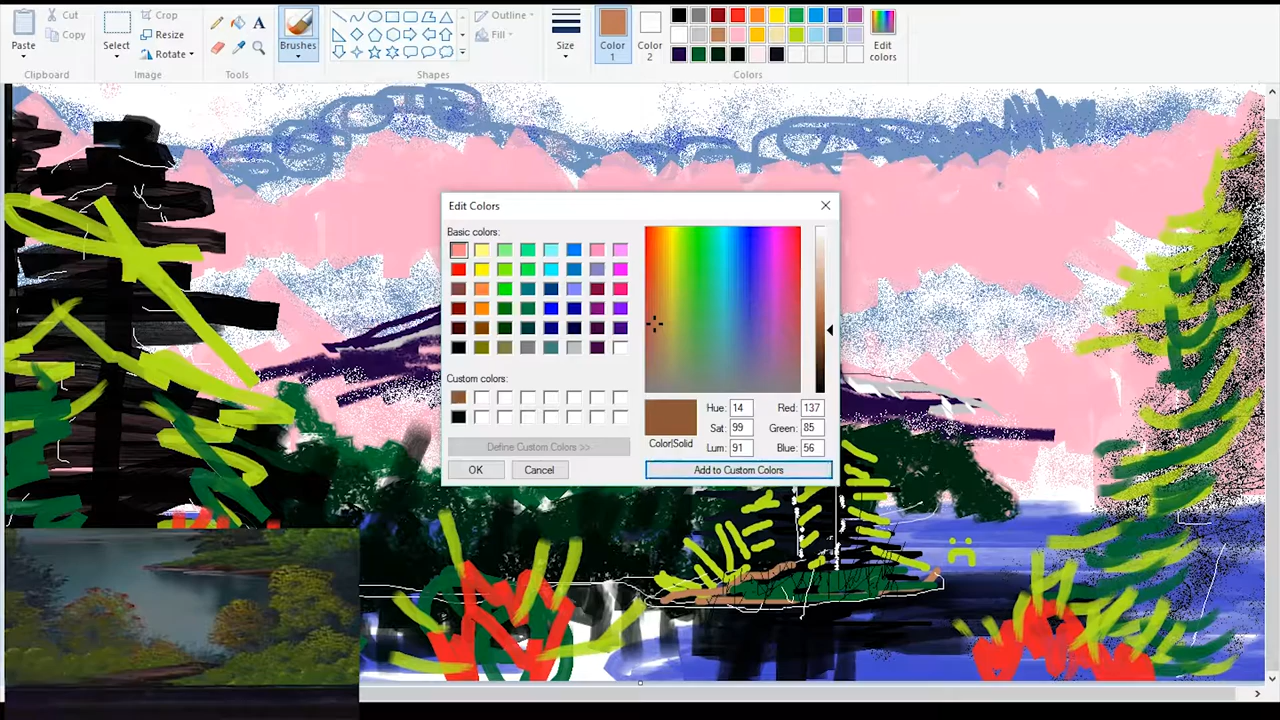 Paste
Cut
Copy
Clipboard
Select
Crop
Resize
Rotate
Image
A
Tools
Brushes
Shapes
Outline
Fill
Size
Color
1
Color
2
Edit
colors
Colors
Edit Colors
Basic colors:
Custom colors:
Define Custom Colors >>
OK
Cancel
Color|Solid
Hue: 14
Sat: 99
Lum: 91
Red: 137
Green: 85
Blue: 56
Add to Custom Colors